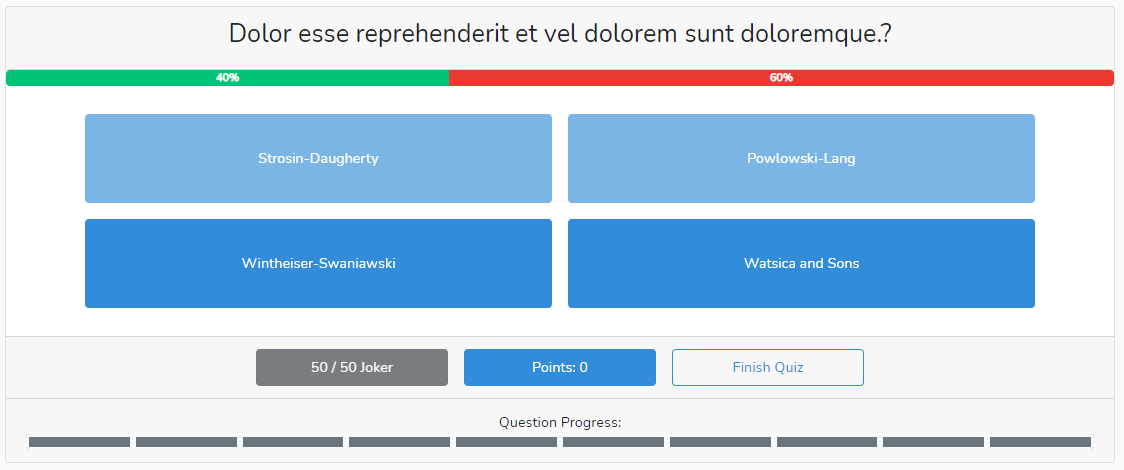 Dolor esse reprehenderit et vel dolorem sunt doloremque.?
40% 60%
Strosin-Daugherty Powlowski-Lang
Wintheiser-Swaniawski Watsica and Sons
50 / 50 Joker Points: 0 Finish Quiz
Question Progress: